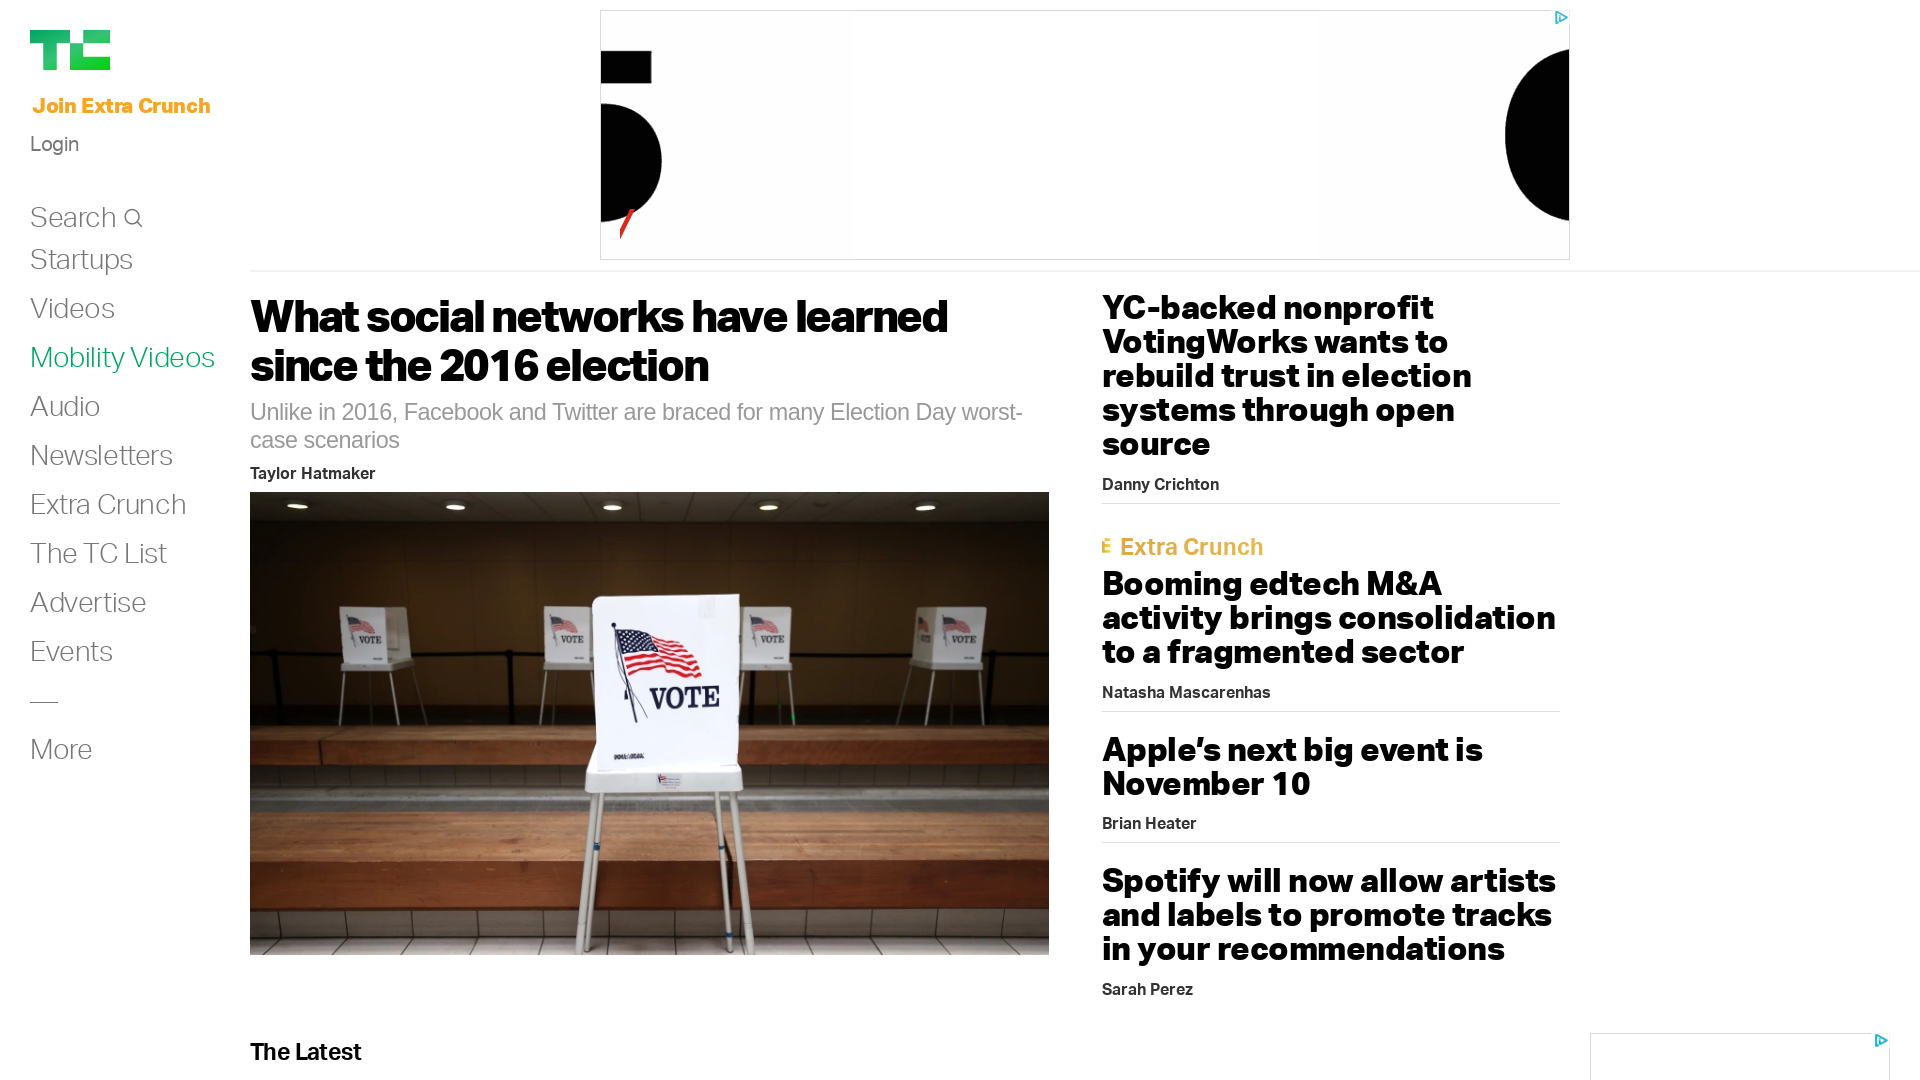 TC
Join Extra Crunch
Login
Search
Startups
Videos
Mobility Videos
Audio
Newsletters
Extra Crunch
The TC List
Advertise
Events
More
What social networks have learned
since the 2016 election
Unlike in 2016, Facebook and Twitter are braced for many Election Day worst-
case scenarios
Taylor Hatmaker
VOTE
VOTE
VOTE
VOTE
VOTE
YC-backed nonprofit
VotingWorks wants to
rebuild trust in election
systems through open
source
Danny Crichton
Extra Crunch
Booming edtech M&A
activity brings consolidation
to a fragmented sector
Natasha Mascarenhas
Apple’s next big event is
November 10
Brian Heater
Spotify will now allow artists
and labels to promote tracks
in your recommendations
Sarah Perez
The Latest